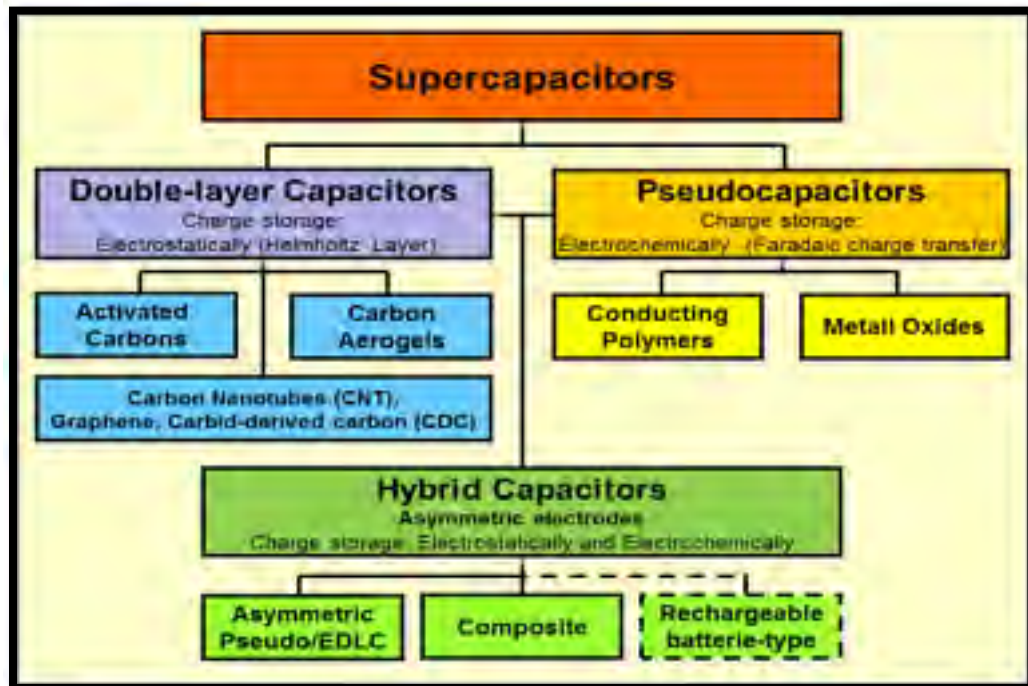 Supercapacitors
Double-layer Capacitors
Charge storage:
Electrostatically (Helmholtz Layer)
Pseudocapacitors
Charge storage:
Electrochemically (Faradaic charge transfer)
Activated
Carbons
Carbon
Aerogels
Conducting
Polymers
Metall Oxides
Carbon Nanotubes (CNT),
Graphene, Carbid-derived carbon (CDC)
Hybrid Capacitors
Asymmetric electrodes
Charge storage: Electrostatically and Electrochemically
Asymmetric
Pseudo/EDLC
Composite
Rechargeable
batterie-type